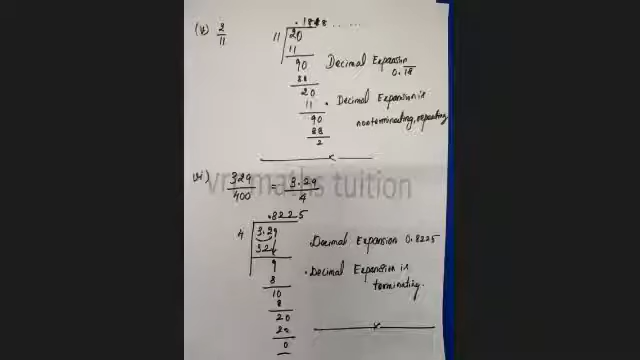 (v) 2/11
.1818 ....
11 20
11
90
88
20
11
90
88
2
Decimal Expansion
0.18
• Decimal Expansion is
nonterminating, repeating
vi) 329/400 = 3.29/4
vr maths tuition
.8225
4 3.29
32
9
8
10
8
20
20
0
. Decimal Expansion 0.8225
. Decimal Expansion is
terminating.